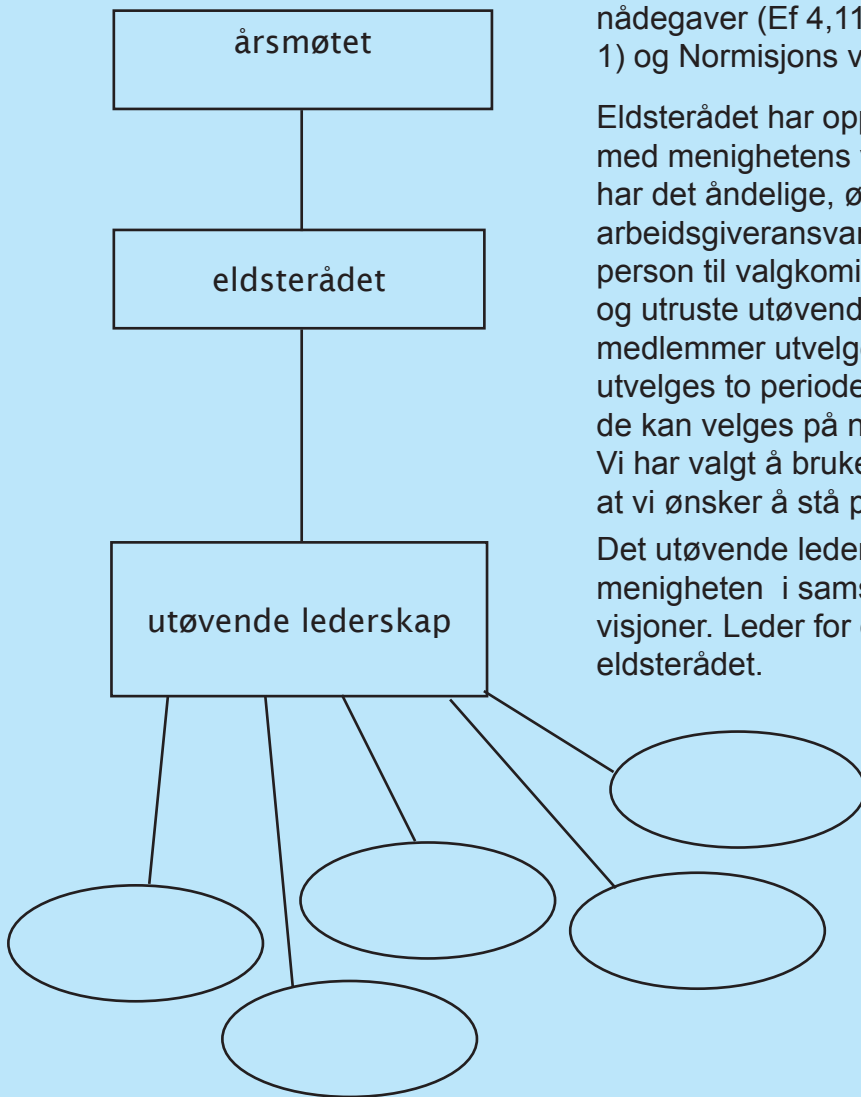 årsmøtet
eldsterådet
utøvende lederskap
nådegaver (Ef 4,11
1) og Normisjons v
Eldsterådet har opp
med menighetens v
har det åndelige, ø
arbeidsgiveransvar
person til valgkomi
og utruste utøvend
medlemmer utvelge
utvelges to periode
de kan velges på n
Vi har valgt å bruke
at vi ønsker å stå p
Det utøvende leder
menigheten i sams
visjoner. Leder for
eldsterådet.